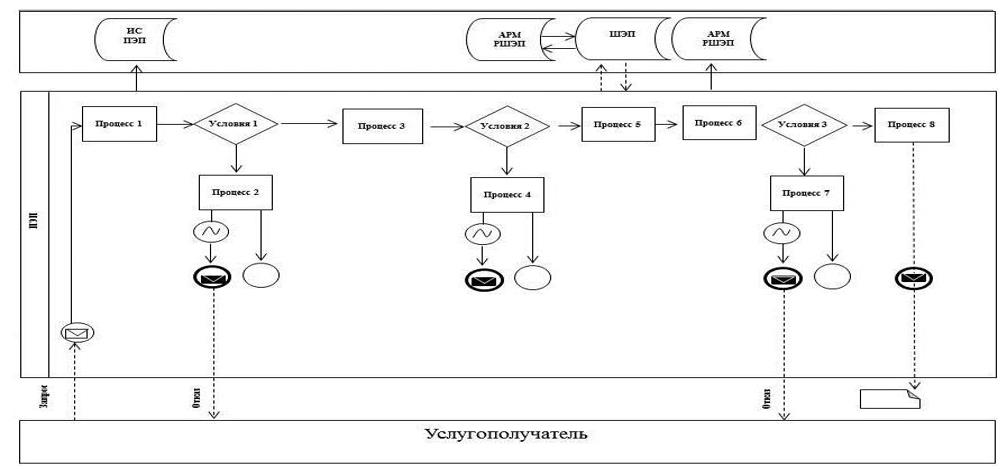 ИС
ПЭП
АРМ
РШЭП
ШЭП
АРМ
РШЭП
Процесс 1
Условия 1
Процесс 3
Условия 2
Процесс 5
Процесс 6
Условия 3
Процесс 8
Процесс 2
Процесс 4
Процесс 7
ПЭП
Запрос
Отказ
Отказ
Услугополучатель